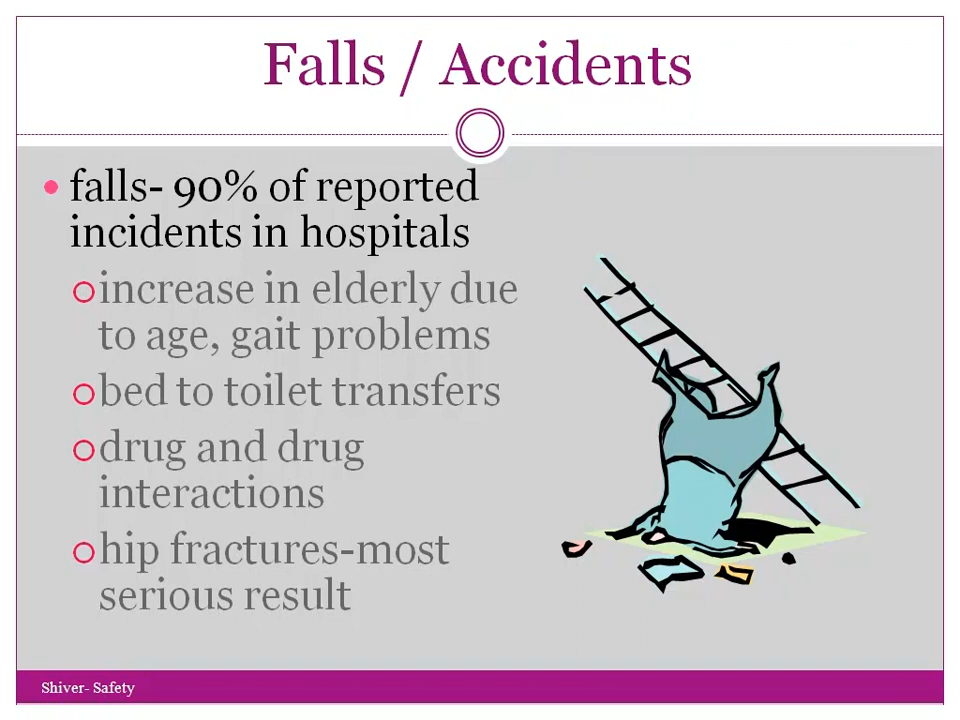 Falls / Accidents
falls- 90% of reported
incidents in hospitals
increase in elderly due
to age, gait problems
bed to toilet transfers
drug and drug
interactions
hip fractures-most
serious result
Shiver- Safety